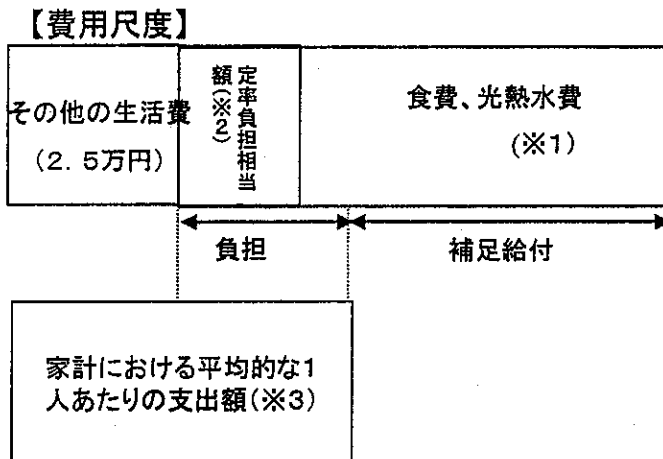 【費用尺度】
その他の生活費
（2．5万円）
定率負担相当
額(※2)
食費、光熱水費
(※1)
負担
補足給付
家計における平均的な1
人あたりの支出額(※3)